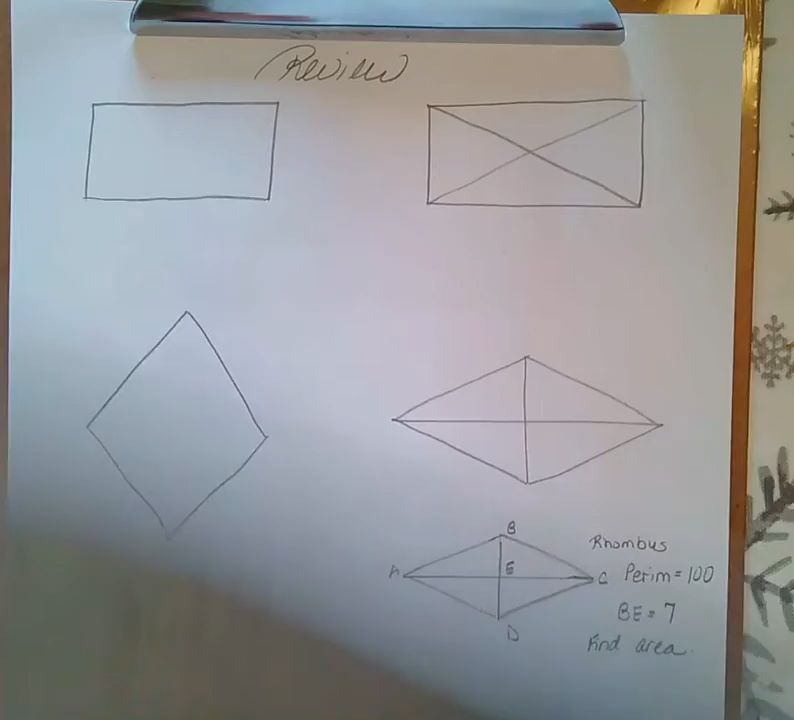 Review
B
Rhombus
A E C Perim = 100
BE = 7
D
Find area.